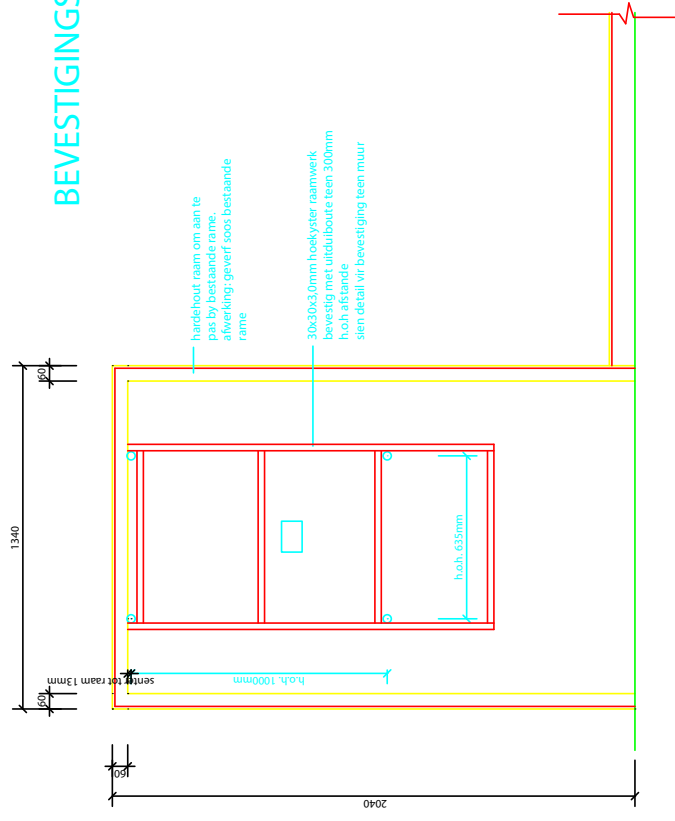 BEVESTIGINGS
hardehout raam om aan te
pas by bestaande rame.
afwerking: geverf soos bestaande
rame
30x30x3,0mm hoekyster raamwerk
bevestig met uitduiboute teen 300mm
h.o.h afstande
sien detail vir bevestiging teen muur
60
1340
h.o.h. 635mm
senter tot raam 13mm
h.o.h. 1000mm
60
60
2040